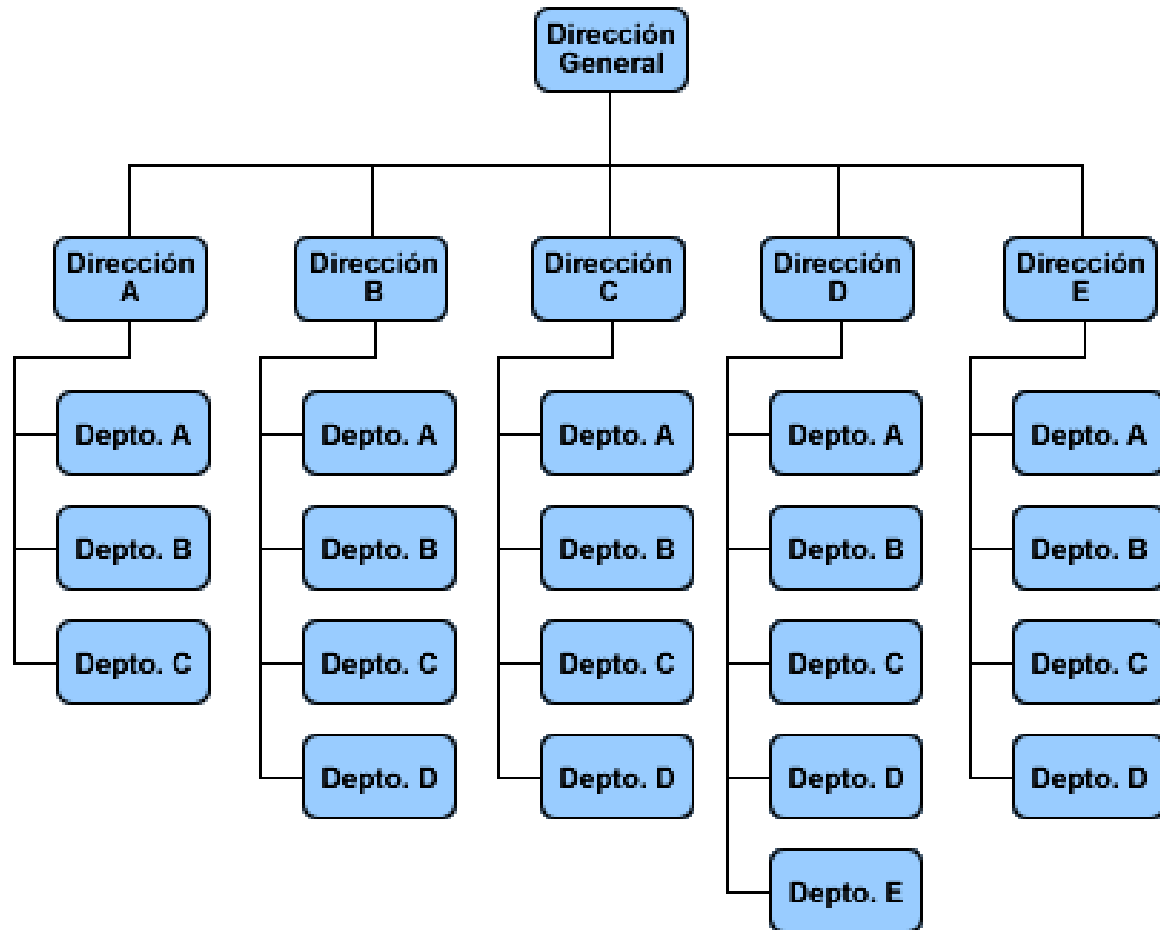 Dirección
General
Dirección
A
Dirección
B
Dirección
C
Dirección
D
Dirección
E
Depto. A
Depto. B
Depto. C
Depto. A
Depto. B
Depto. C
Depto. D
Depto. A
Depto. B
Depto. C
Depto. D
Depto. A
Depto. B
Depto. C
Depto. D
Depto. E
Depto. A
Depto. B
Depto. C
Depto. D